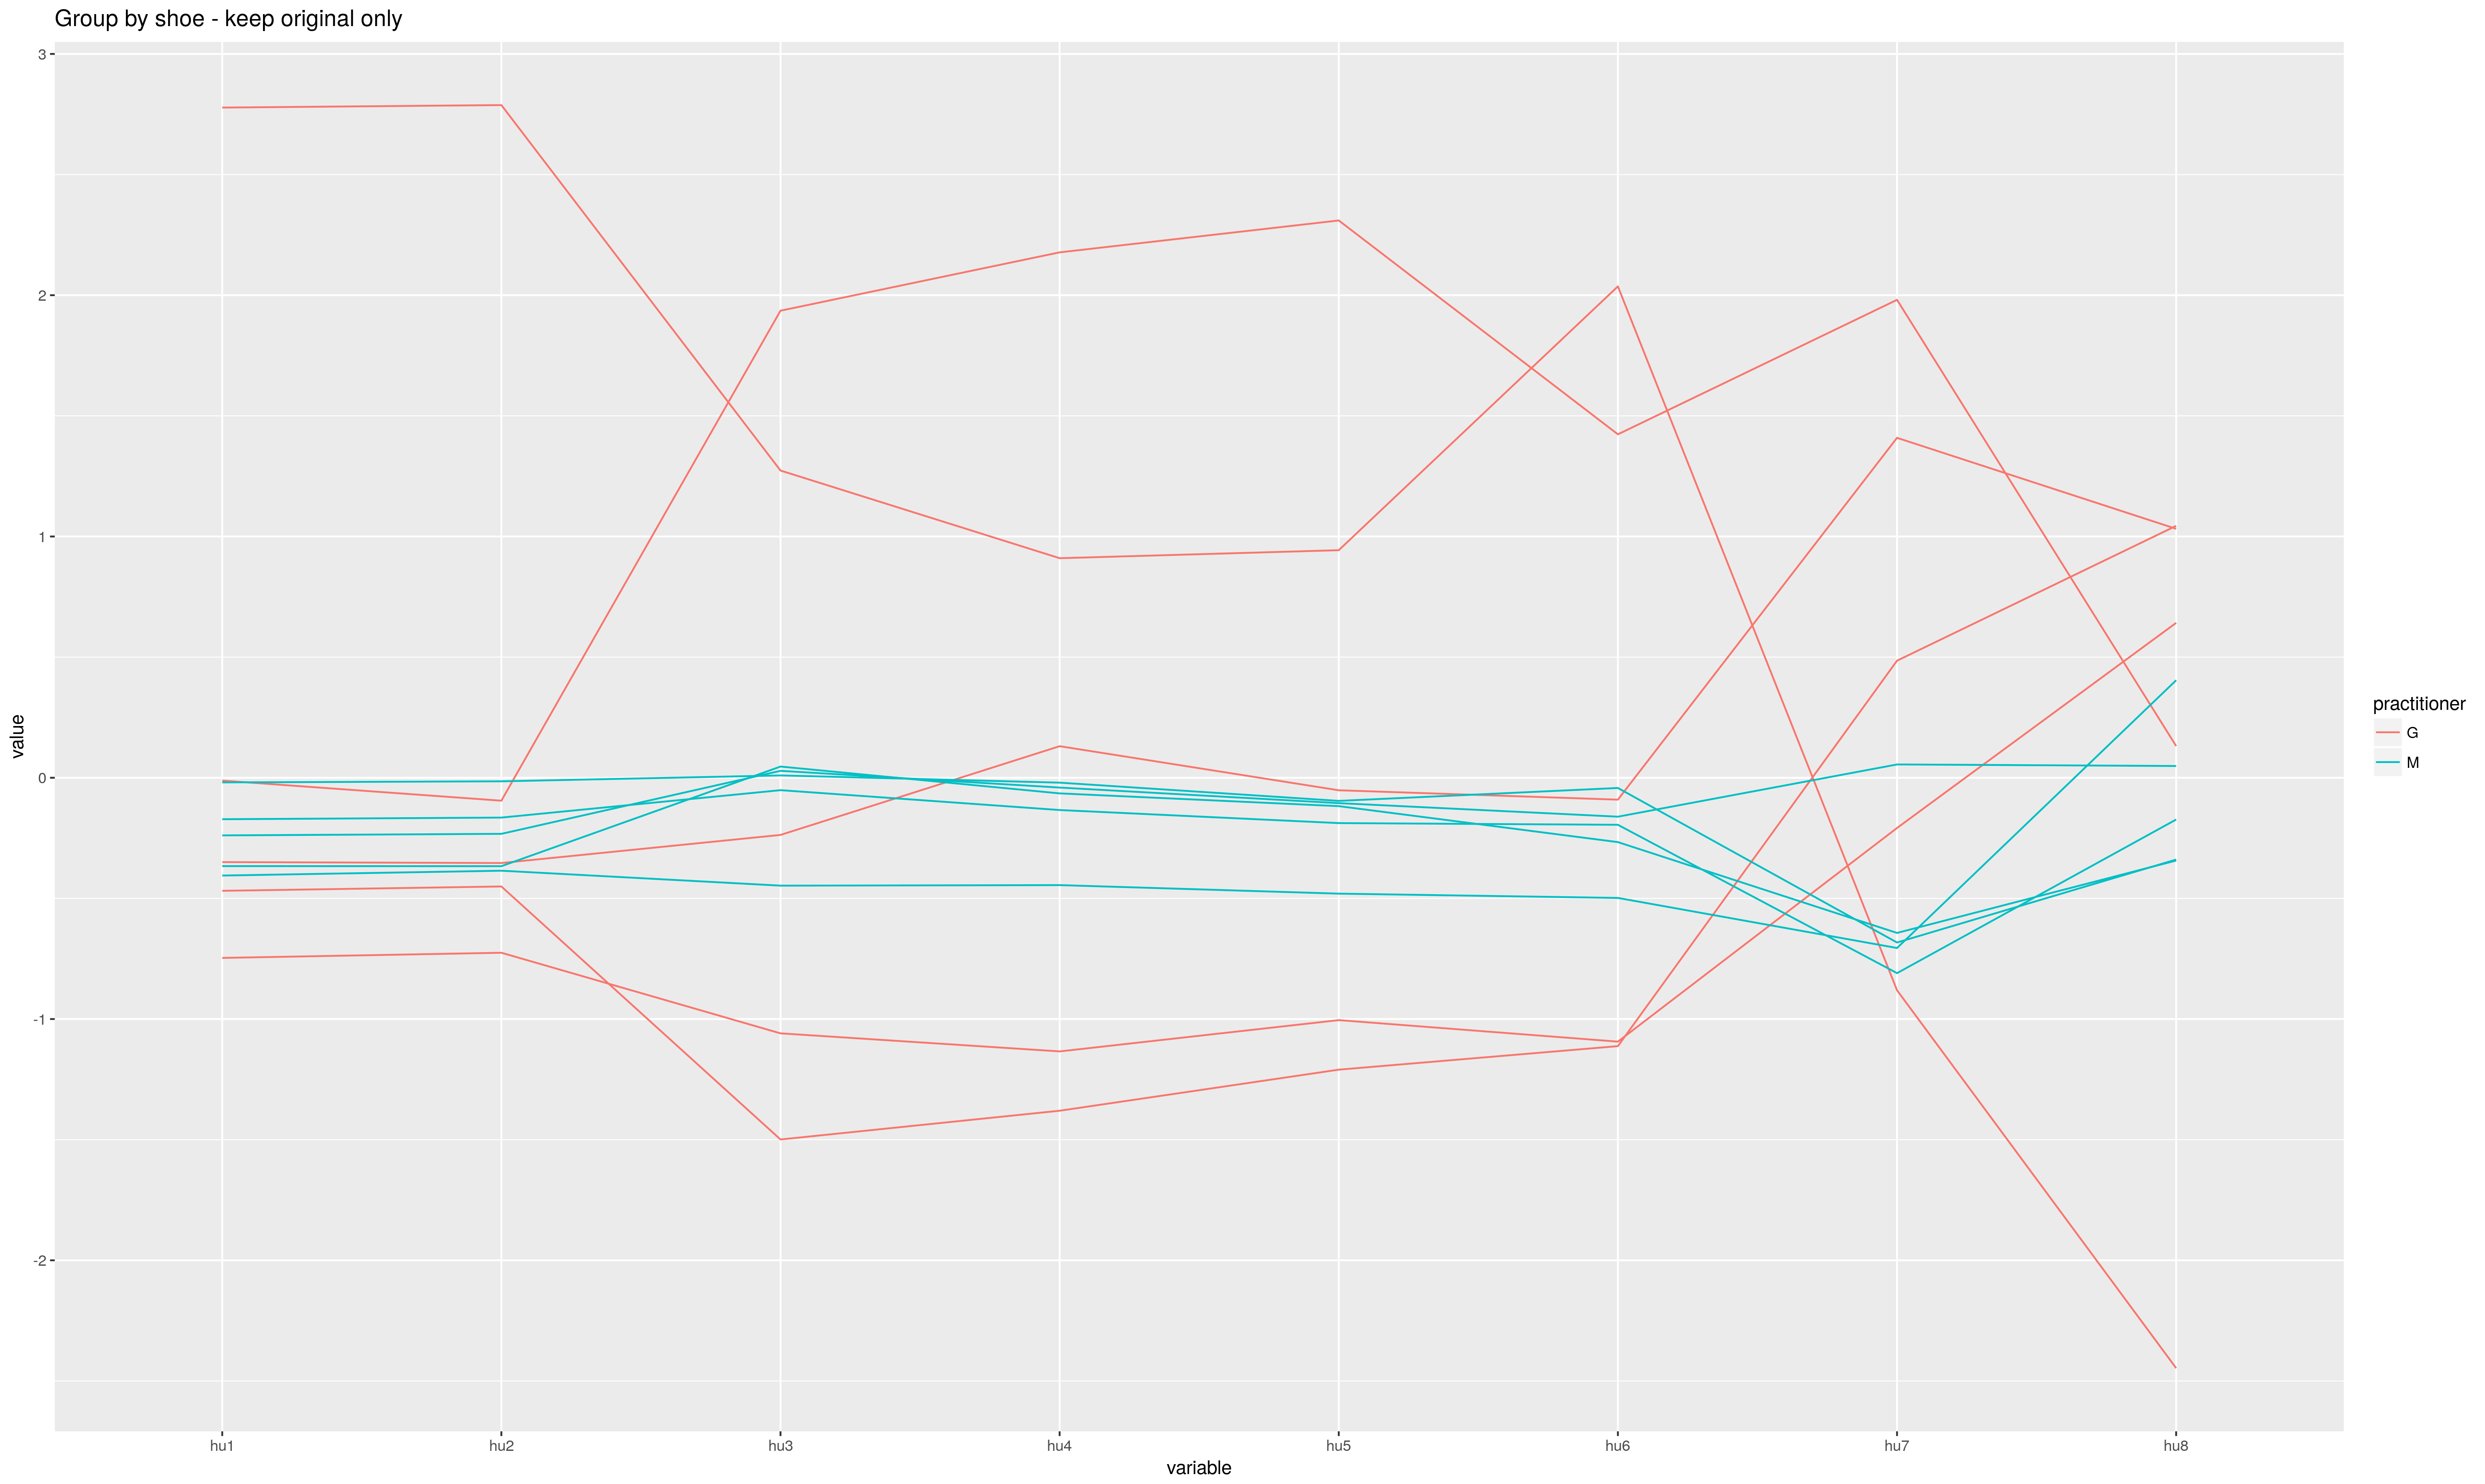 Group by shoe - keep original only
3
2
1
0
-1
-2
value
hu1 hu2 hu3 hu4 hu5 hu6 hu7 hu8
variable
practitioner
G
M